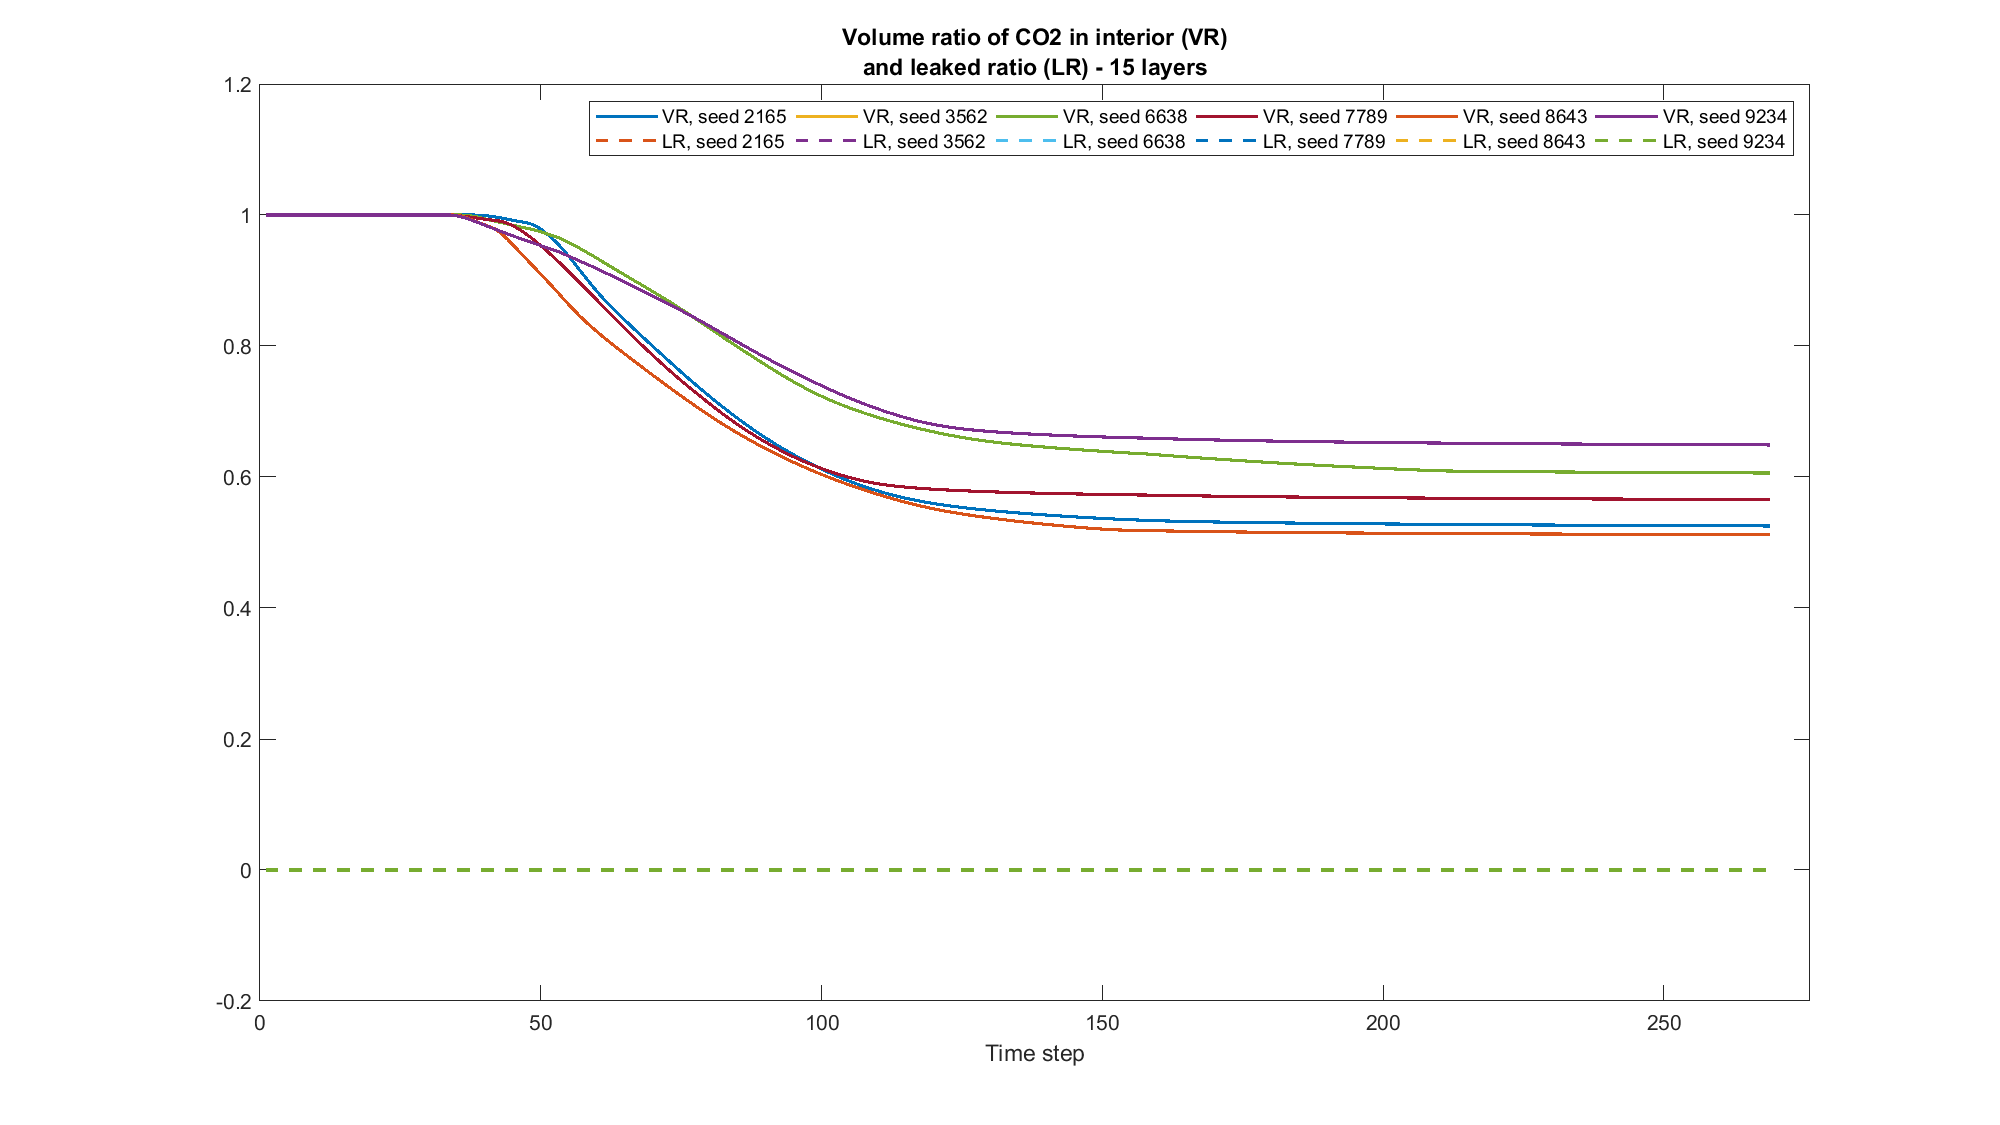 Volume ratio of CO2 in interior (VR)
and leaked ratio (LR) - 15 layers
1.2
1
0.8
0.6
0.4
0.2
0
-0.2
VR, seed 2165 VR, seed 3562 VR, seed 6638 VR, seed 7789 VR, seed 8643 VR, seed 9234
LR, seed 2165 LR, seed 3562 LR, seed 6638 LR, seed 7789 LR, seed 8643 LR, seed 9234
0 50 100 150 200 250
Time step